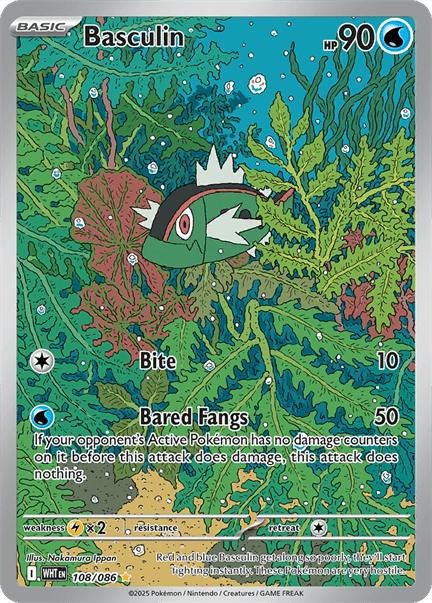 BASIC
Basculin
HP 90
Bite 10
Bared Fangs 50
If your opponent's Active Pokémon has no damage counters
on it before this attack does damage, this attack does
nothing.
weakness ×2 resistance retreat
Illus. Nakamura Ippan
Red and blue Basculin get along so poorly, they'll start
fighting instantly. These Pokémon are very hostile.
I WHT EN 108/086
©2025 Pokémon / Nintendo / Creatures / GAME FREAK